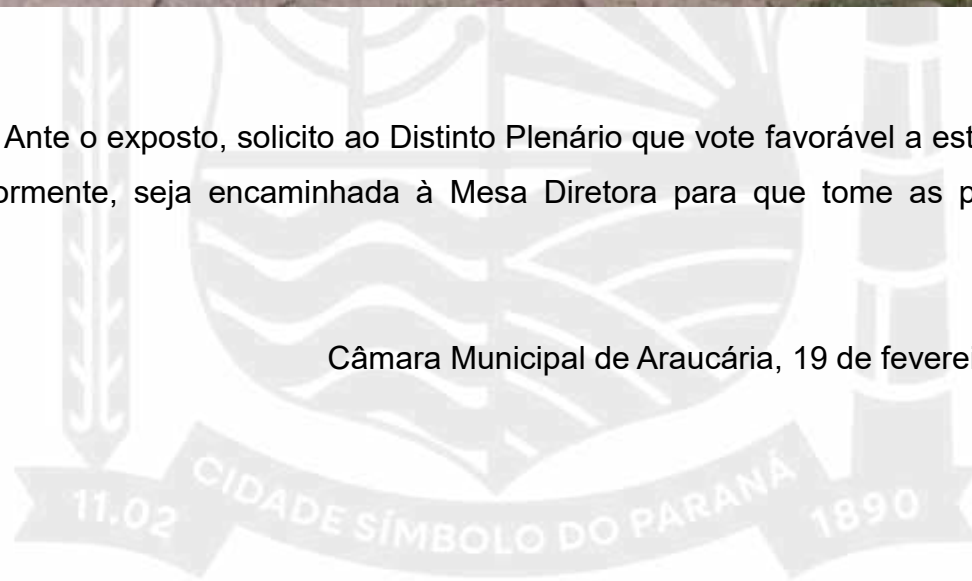 Ante o exposto, solicito ao Distinto Plenário que vote favorável a est
ormente, seja encaminhada à Mesa Diretora para que tome as p
Câmara Municipal de Araucária, 19 de feverei
11.02 CIDADE SÍMBOLO DO PARANÁ 1890